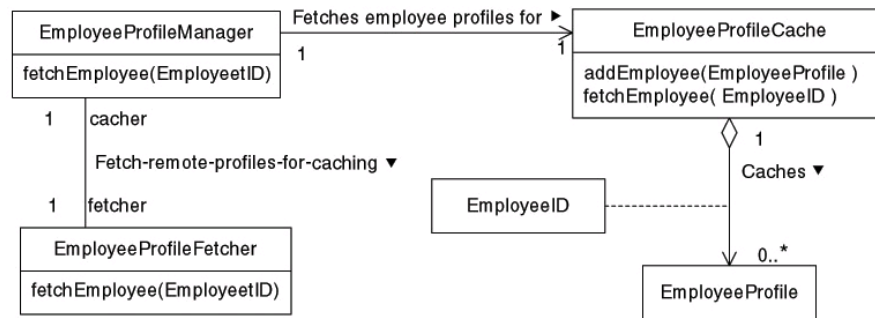 EmployeeProfileManager
fetchEmployee(EmployeetID)
Fetches employee profiles for ▶
1
1
EmployeeProfileCache
addEmployee(EmployeeProfile )
fetchEmployee( EmployeeID )
1 cacher
Fetch-remote-profiles-for-caching ▼
1 fetcher
EmployeeProfileFetcher
fetchEmployee(EmployeetID)
1
Caches ▼
EmployeeID
0..*
EmployeeProfile